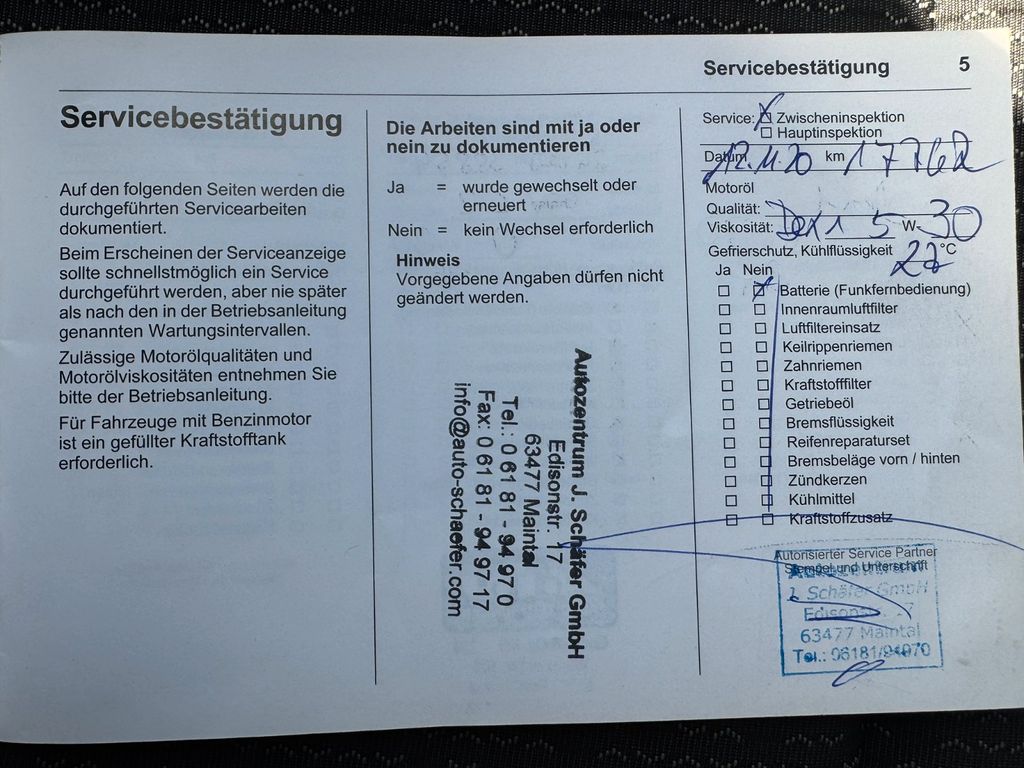 Servicebestätigung 5
Servicebestätigung
Auf den folgenden Seiten werden die
durchgeführten Servicearbeiten
dokumentiert.
Beim Erscheinen der Serviceanzeige
sollte schnellstmöglich ein Service
durchgeführt werden, aber nie später
als nach den in der Betriebsanleitung
genannten Wartungsintervallen.
Zulässige Motorölqualitäten und
Motorölviskositäten entnehmen Sie
bitte der Betriebsanleitung.
Für Fahrzeuge mit Benzinmotor
ist ein gefüllter Kraftstofftank
erforderlich.
Die Arbeiten sind mit ja oder
nein zu dokumentieren
Ja = wurde gewechselt oder
erneuert
Nein = kein Wechsel erforderlich
Hinweis
Vorgegebene Angaben dürfen nicht
geändert werden.
Autozentrum J. Schäfer GmbH
Edisonstr. 17
63477 Maintal
Tel.: 0 61 81 - 94 97 0
Fax: 0 61 81 - 94 97 17
info@auto-schaefer.com
Service: Zwischeninspektion
Hauptinspektion
Datum 12.11.20 km 17762
Motoröl
Qualität:
Viskosität: Dex1 5 W- 30
Gefrierschutz, Kühlflüssigkeit
22 °C
Ja Nein
Batterie (Funkfernbedienung)
Innenraumluftfilter
Luftfiltereinsatz
Keilrippenriemen
Zahnriemen
Kraftstofffilter
Getriebeöl
Bremsflüssigkeit
Reifenreparaturset
Bremsbeläge vorn / hinten
Zündkerzen
Kühlmittel
Kraftstoffzusatz
Autorisierter Service Partner
Stempel und Unterschrift
J. Schäfer GmbH
Edisonstr. 17
63477 Maintal
Tel.: 06181/94970